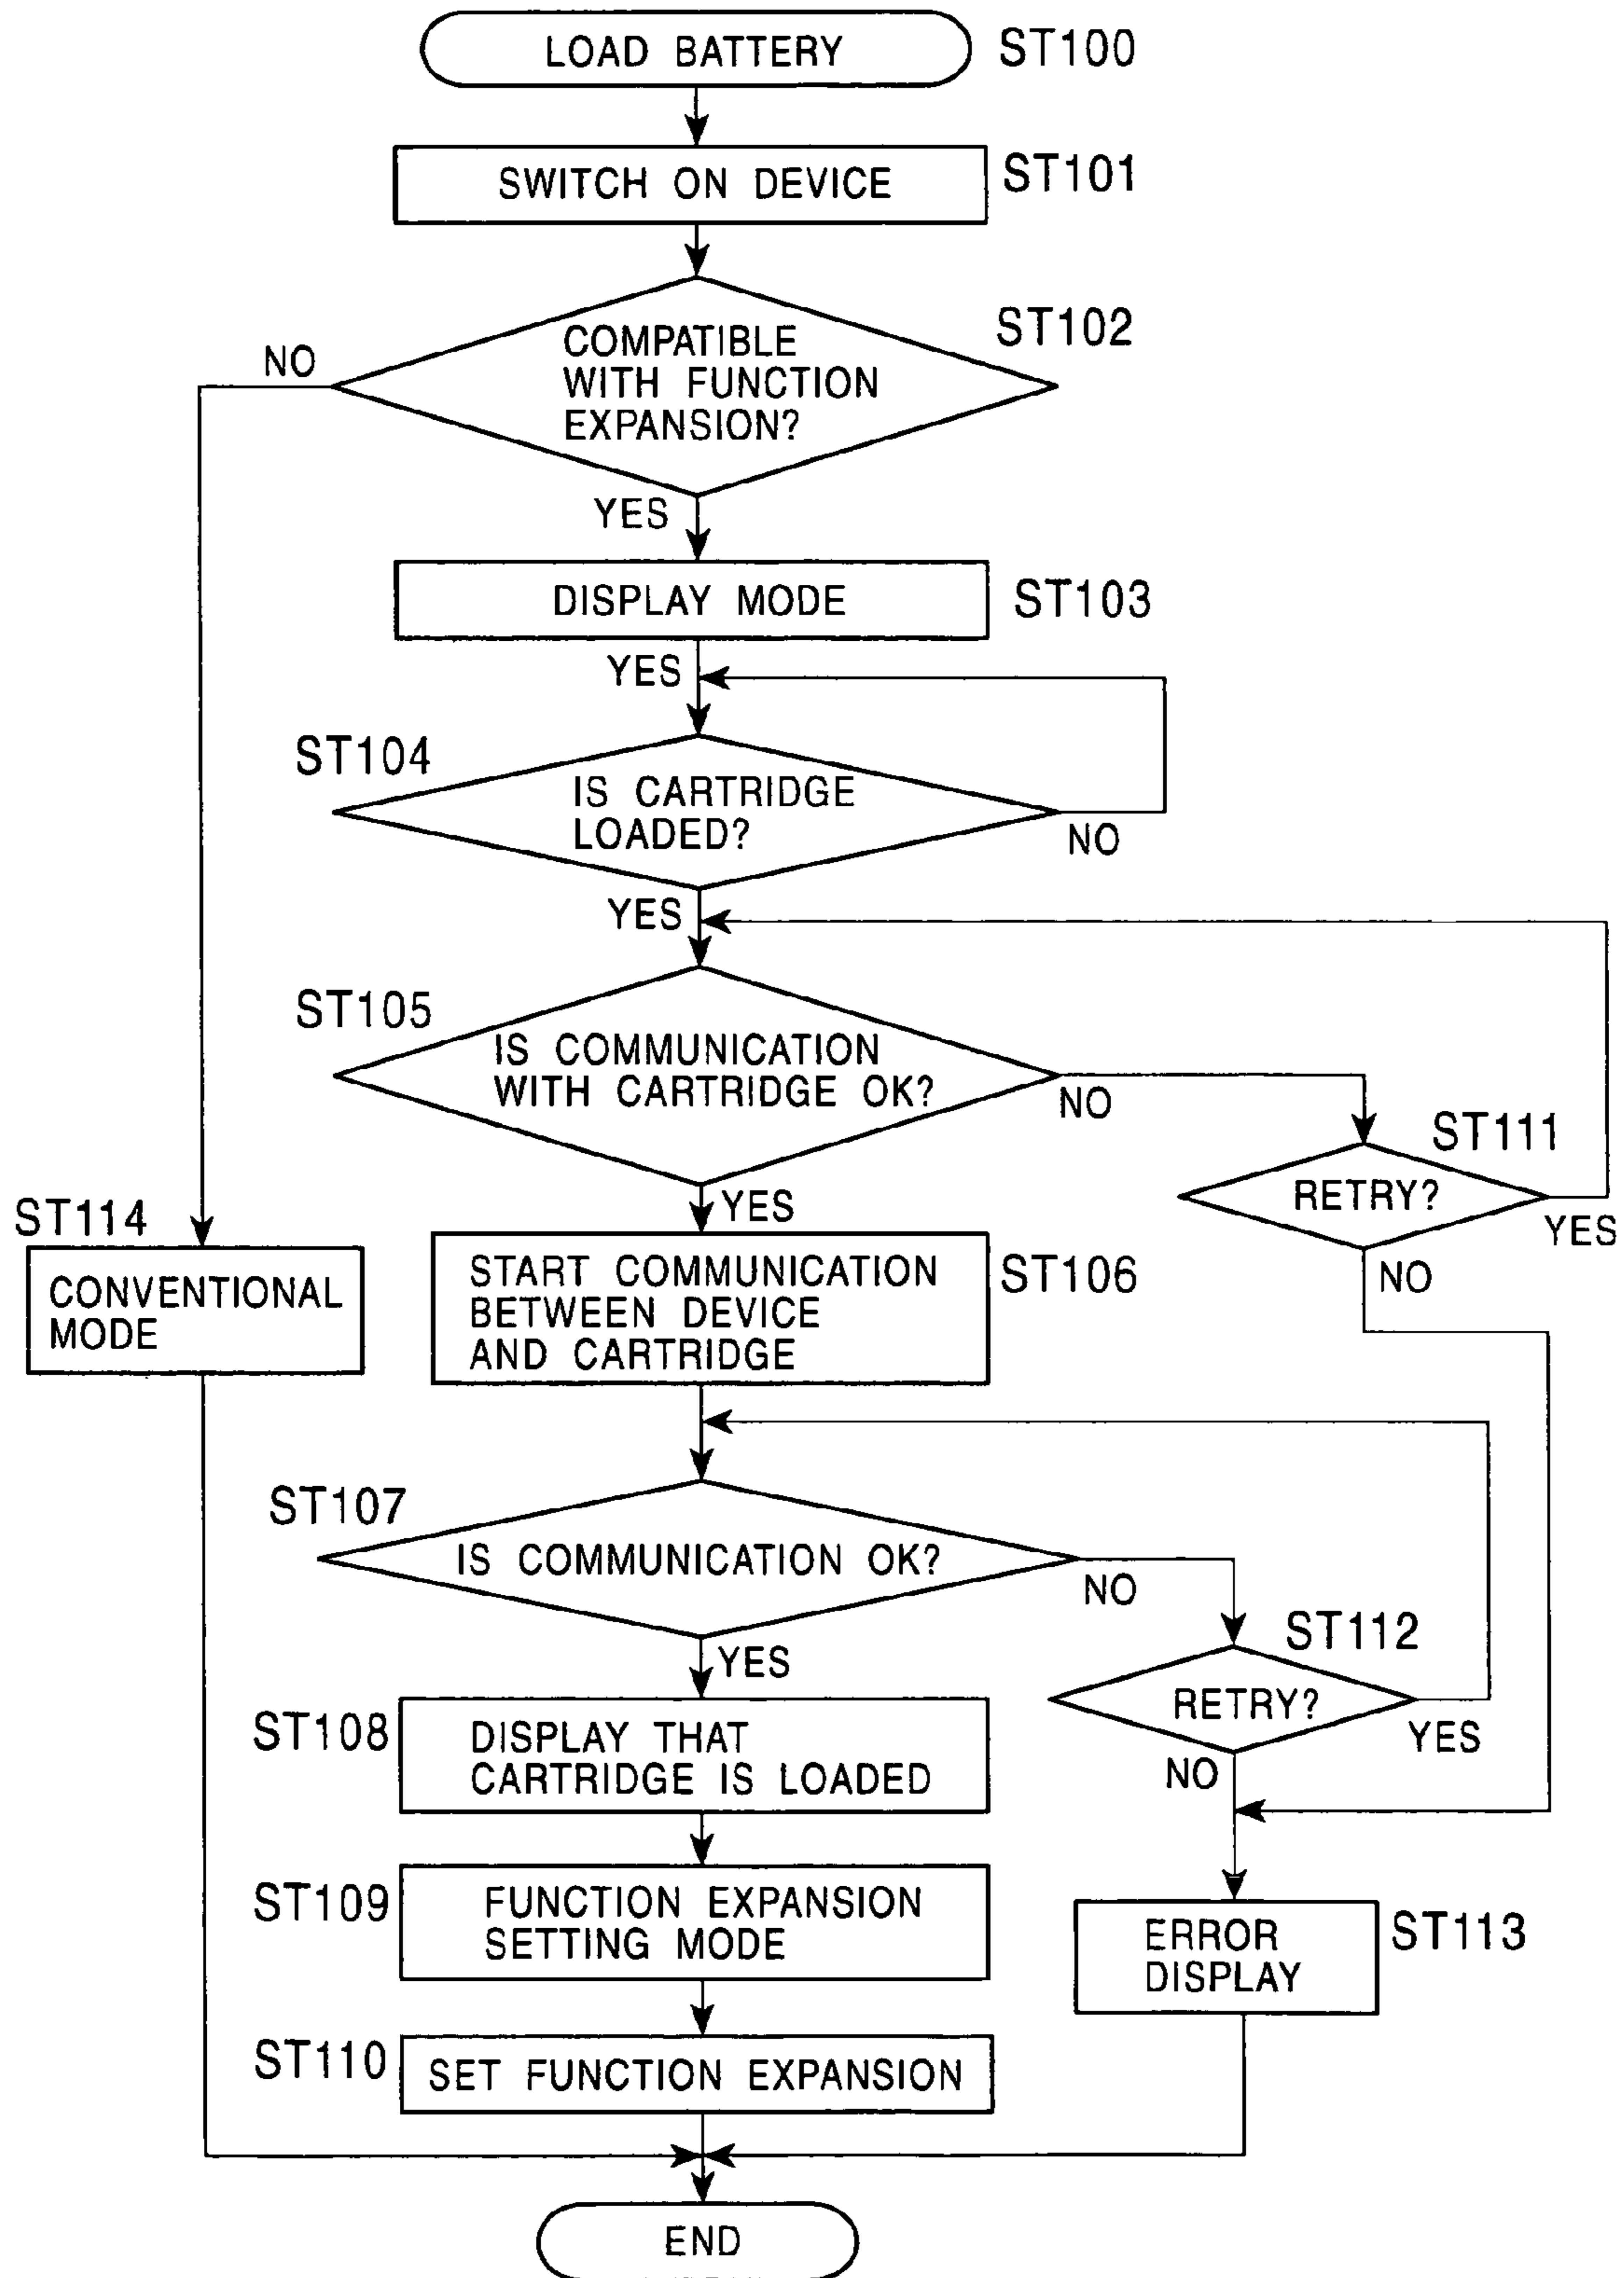 LOAD BATTERY
ST100
SWITCH ON DEVICE
ST101
COMPATIBLE
WITH FUNCTION
EXPANSION?
ST102
NO
YES
DISPLAY MODE
ST103
YES
ST104
IS CARTRIDGE
LOADED?
NO
YES
ST105
IS COMMUNICATION
WITH CARTRIDGE OK?
NO
ST111
RETRY?
YES
NO
YES
ST114
CONVENTIONAL
MODE
START COMMUNICATION
BETWEEN DEVICE
AND CARTRIDGE
ST106
ST107
IS COMMUNICATION OK?
NO
ST112
RETRY?
YES
NO
YES
ST108
DISPLAY THAT
CARTRIDGE IS LOADED
ST109
FUNCTION EXPANSION
SETTING MODE
ERROR
DISPLAY
ST113
ST110
SET FUNCTION EXPANSION
END